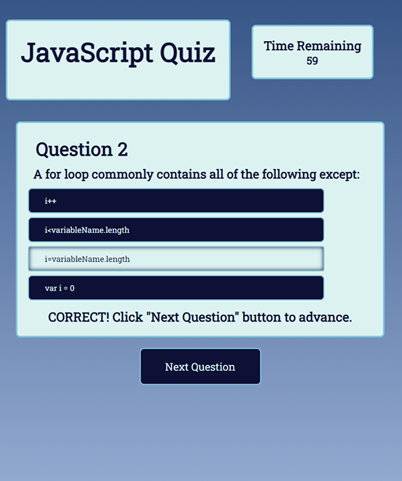 JavaScript Quiz
Time Remaining
59
Question 2
A for loop commonly contains all of the following except:
i++
i<variableName.length
i=variableName.length
var i = 0
CORRECT! Click "Next Question" button to advance.
Next Question